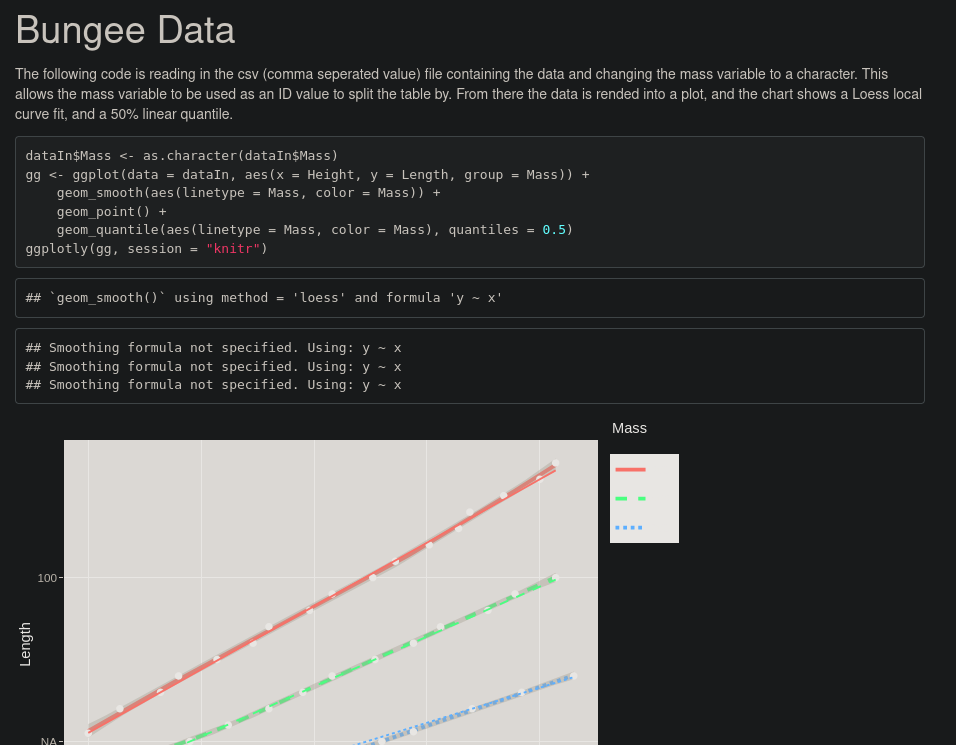 Bungee Data
The following code is reading in the csv (comma seperated value) file containing the data and changing the mass variable to a character. This
allows the mass variable to be used as an ID value to split the table by. From there the data is rended into a plot, and the chart shows a Loess local
curve fit, and a 50% linear quantile.
dataIn$Mass <- as.character(dataIn$Mass)
gg <- ggplot(data = dataIn, aes(x = Height, y = Length, group = Mass)) +
    geom_smooth(aes(linetype = Mass, color = Mass)) +
    geom_point() +
    geom_quantile(aes(linetype = Mass, color = Mass), quantiles = 0.5)
ggplotly(gg, session = "knitr")
## `geom_smooth()` using method = 'loess' and formula 'y ~ x'
## Smoothing formula not specified. Using: y ~ x
## Smoothing formula not specified. Using: y ~ x
## Smoothing formula not specified. Using: y ~ x
Mass
100
Length
NA